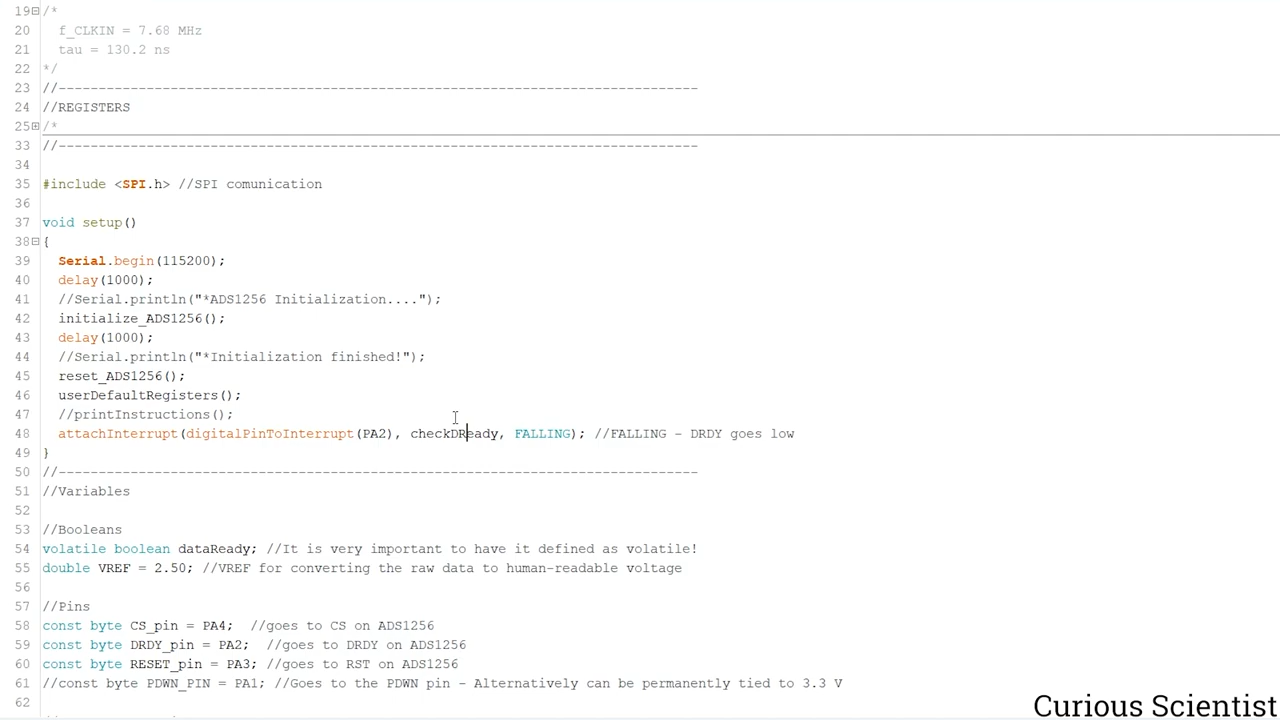 19 /*
20   f_CLKIN = 7.68 MHz
21   tau = 130.2 ns
22 */
23 //--------------------------------------------------------------------------------
24 //REGISTERS
25 /*
33 //--------------------------------------------------------------------------------
34
35 #include <SPI.h> //SPI comunication
36
37 void setup()
38 {
39   Serial.begin(115200);
40   delay(1000);
41   //Serial.println("*ADS1256 Initialization....");
42   initialize_ADS1256();
43   delay(1000);
44   //Serial.println("*Initialization finished!");
45   reset_ADS1256();
46   userDefaultRegisters();
47   //printInstructions();
48   attachInterrupt(digitalPinToInterrupt(PA2), checkDReady, FALLING); //FALLING - DRDY goes low
49 }
50 //--------------------------------------------------------------------------------
51 //Variables
52
53 //Booleans
54 volatile boolean dataReady; //It is very important to have it defined as volatile!
55 double VREF = 2.50; //VREF for converting the raw data to human-readable voltage
56
57 //Pins
58 const byte CS_pin = PA4;  //goes to CS on ADS1256
59 const byte DRDY_pin = PA2;  //goes to DRDY on ADS1256
60 const byte RESET_pin = PA3; //goes to RST on ADS1256
61 //const byte PDWN_PIN = PA1; //Goes to the PDWN pin - Alternatively can be permanently tied to 3.3 V
62
Curious Scientist